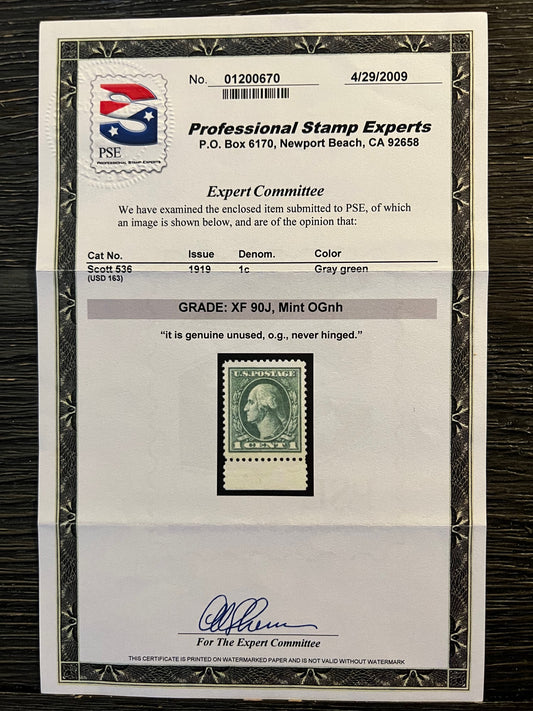 No. 01200670 4/29/2009
PSE
PROFESSIONAL STAMP EXPERTS
Professional Stamp Experts
P.O. Box 6170, Newport Beach, CA 92658
Expert Committee
We have examined the enclosed item submitted to PSE, of which
an image is shown below, and are of the opinion that:
Cat No. Issue Denom. Color
Scott 536 1919 1c Gray green
(USD 163)
GRADE: XF 90J, Mint OGnh
“it is genuine unused, o.g., never hinged.”
U.S. POSTAGE
1 CENT 1
For The Expert Committee
THIS CERTIFICATE IS PRINTED ON WATERMARKED PAPER AND IS NOT VALID WITHOUT WATERMARK